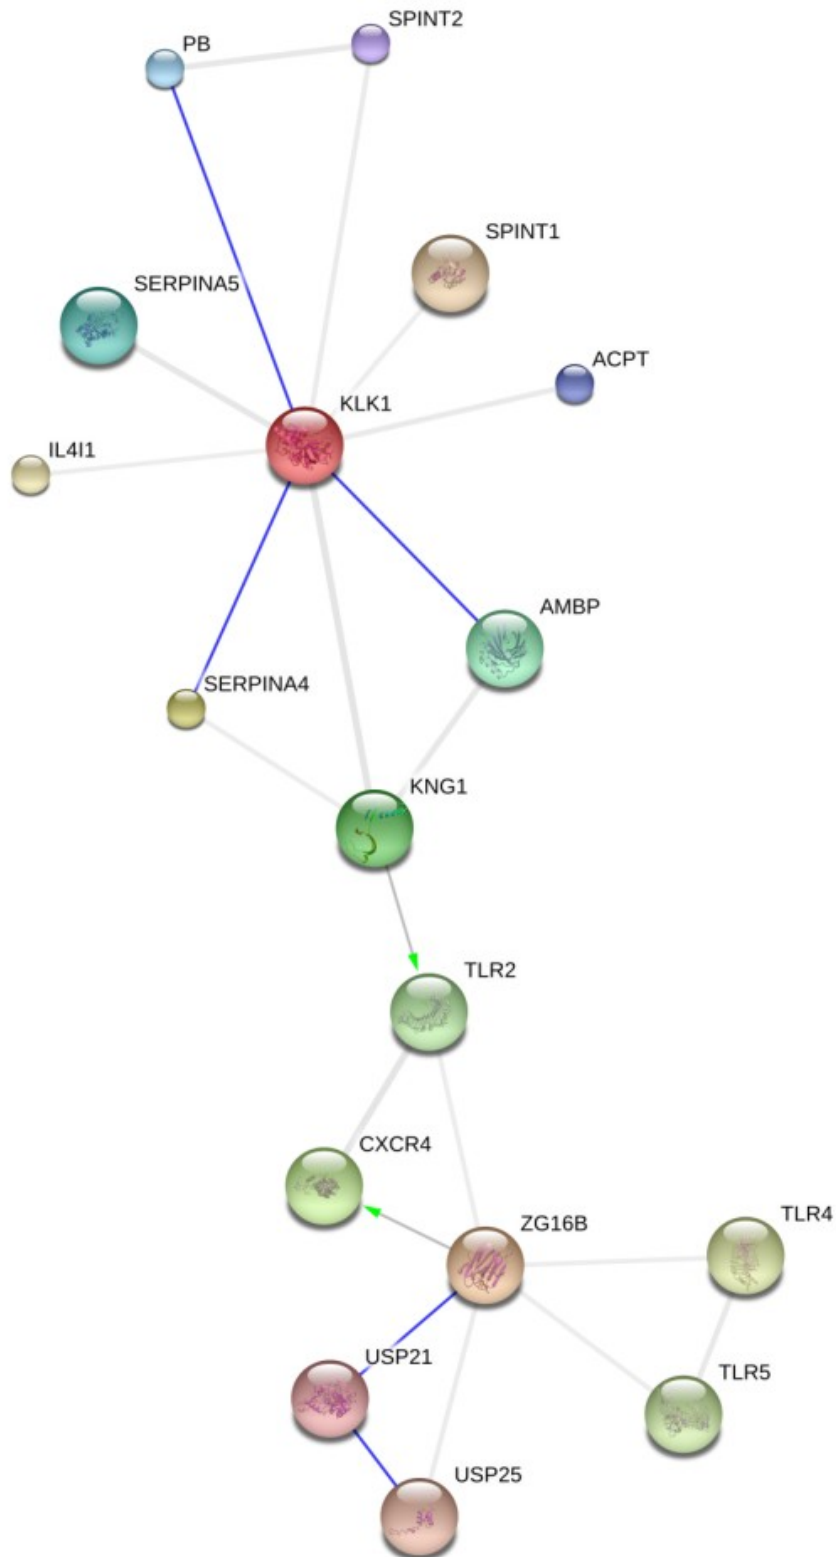 SPINT2
PB
SPINT1
SERPINA5
ACPT
KLK1
IL4I1
AMBP
SERPINA4
KNG1
TLR2
CXCR4
TLR4
ZG16B
USP21
TLR5
USP25